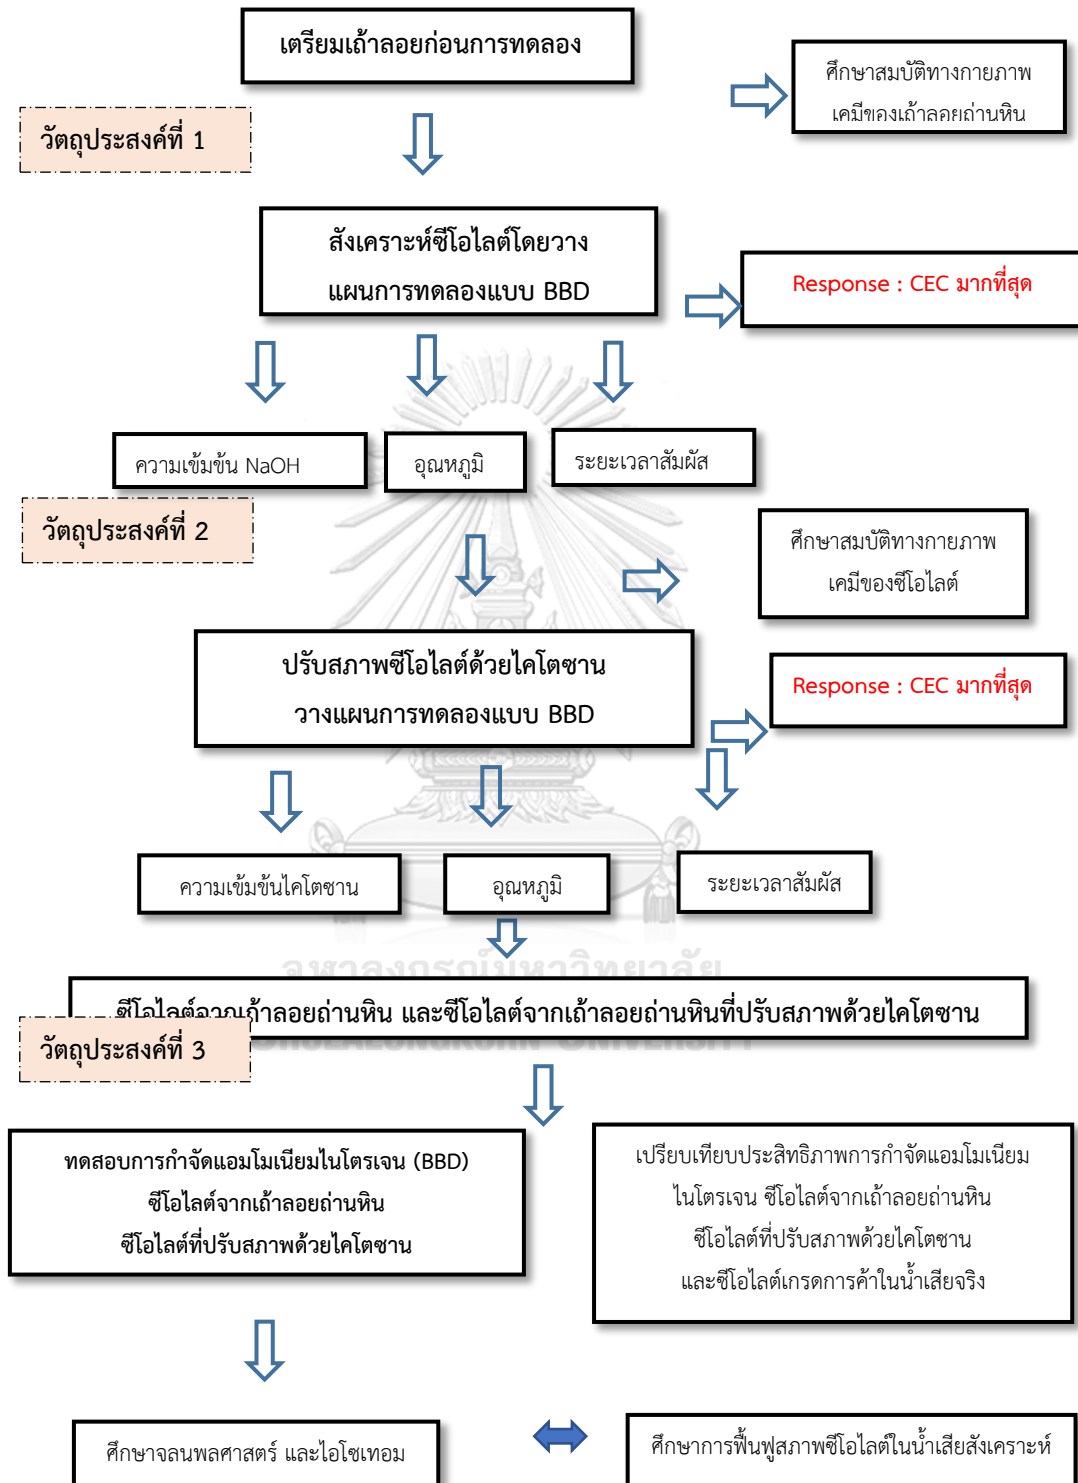 เตรียมเถ้าลอยก่อนการทดลอง
ศึกษาสมบัติทางกายภาพ
เคมีของเถ้าลอยถ่านหิน
วัตถุประสงค์ที่ 1
สังเคราะห์ซีโอไลต์โดยวาง
แผนการทดลองแบบ BBD
Response : CEC มากที่สุด
ความเข้มข้น NaOH
อุณหภูมิ
ระยะเวลาสัมผัส
วัตถุประสงค์ที่ 2
ศึกษาสมบัติทางกายภาพ
เคมีของซีโอไลต์
ปรับสภาพซีโอไลต์ด้วยไคโตซาน
วางแผนการทดลองแบบ BBD
Response : CEC มากที่สุด
ความเข้มข้นไคโตซาน
อุณหภูมิ
ระยะเวลาสัมผัส
จุฬาลงกรณ์มหาวิทยาลัย
ซีโอไลต์จากเถ้าลอยถ่านหิน และซีโอไลต์จากเถ้าลอยถ่านหินที่ปรับสภาพด้วยไคโตซาน
CHULALONGKORN UNIVERSITY
วัตถุประสงค์ที่ 3
ทดสอบการกำจัดแอมโมเนียมไนโตรเจน (BBD)
ซีโอไลต์จากเถ้าลอยถ่านหิน
ซีโอไลต์ที่ปรับสภาพด้วยไคโตซาน
เปรียบเทียบประสิทธิภาพการกำจัดแอมโมเนียม
ไนโตรเจน ซีโอไลต์จากเถ้าลอยถ่านหิน
ซีโอไลต์ที่ปรับสภาพด้วยไคโตซาน
และซีโอไลต์เกรดการค้าในน้ำเสียจริง
ศึกษาจลนพลศาสตร์ และไอโซเทอม
ศึกษาการฟื้นฟูสภาพซีโอไลต์ในน้ำเสียสังเคราะห์